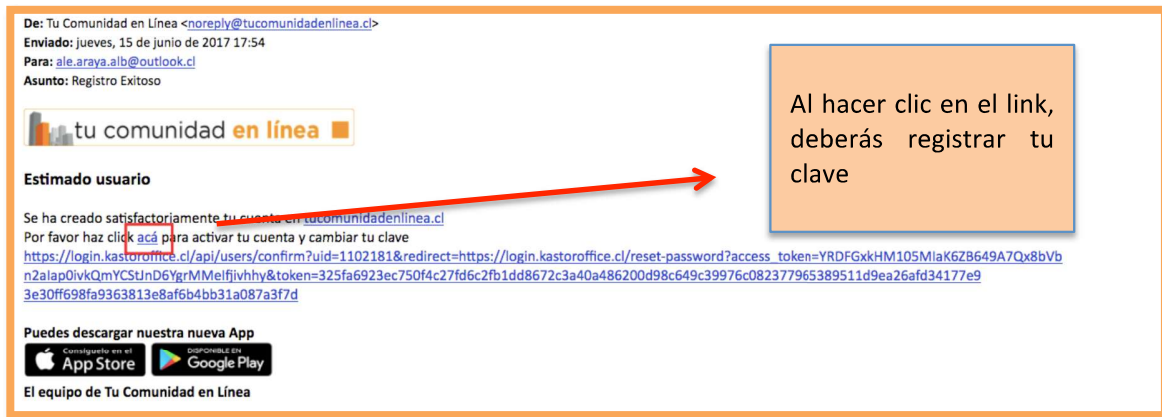 De: Tu Comunidad en Línea <noreply@tucomunidadenlinea.cl>
Enviado: jueves, 15 de junio de 2017 17:54
Para: ale.araya.alb@outlook.cl
Asunto: Registro Exitoso
tu comunidad en línea
Estimado usuario
Se ha creado satisfactoriamente tu cuenta en tucomunidadenlinea.cl
Por favor haz click acá para activar tu cuenta y cambiar tu clave
https://login.kastoroffice.cl/api/users/confirm?uid=1102181&redirect=https://login.kastoroffice.cl/reset-password?access_token=YRDFGxkHM105MIaK6ZB649A7Qx8bVb
n2aIap0ivkQmYCStJnD6YgrMMeIfjivhhy&token=325fa6923ec750f4c27fd6c2fb1dd8672c3a40a486200d98c649c39976c082377965389511d9ea26afd34177e9
3e30ff698fa9363813e8af6b4bb31a087a3f7d
Puedes descargar nuestra nueva App
Consíguelo en el
App Store
DISPONIBLE EN
Google Play
El equipo de Tu Comunidad en Línea
Al hacer clic en el link,
deberás registrar tu
clave